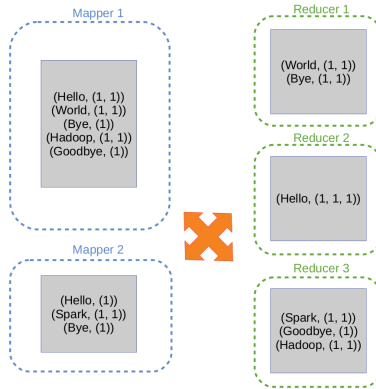 Mapper 1
(Hello, (1, 1))
(World, (1, 1))
(Bye, (1))
(Hadoop, (1, 1))
(Goodbye, (1))
Mapper 2
(Hello, (1))
(Spark, (1, 1))
(Bye, (1))
Reducer 1
(World, (1, 1))
(Bye, (1, 1))
Reducer 2
(Hello, (1, 1, 1))
Reducer 3
(Spark, (1, 1))
(Goodbye, (1))
(Hadoop, (1, 1))